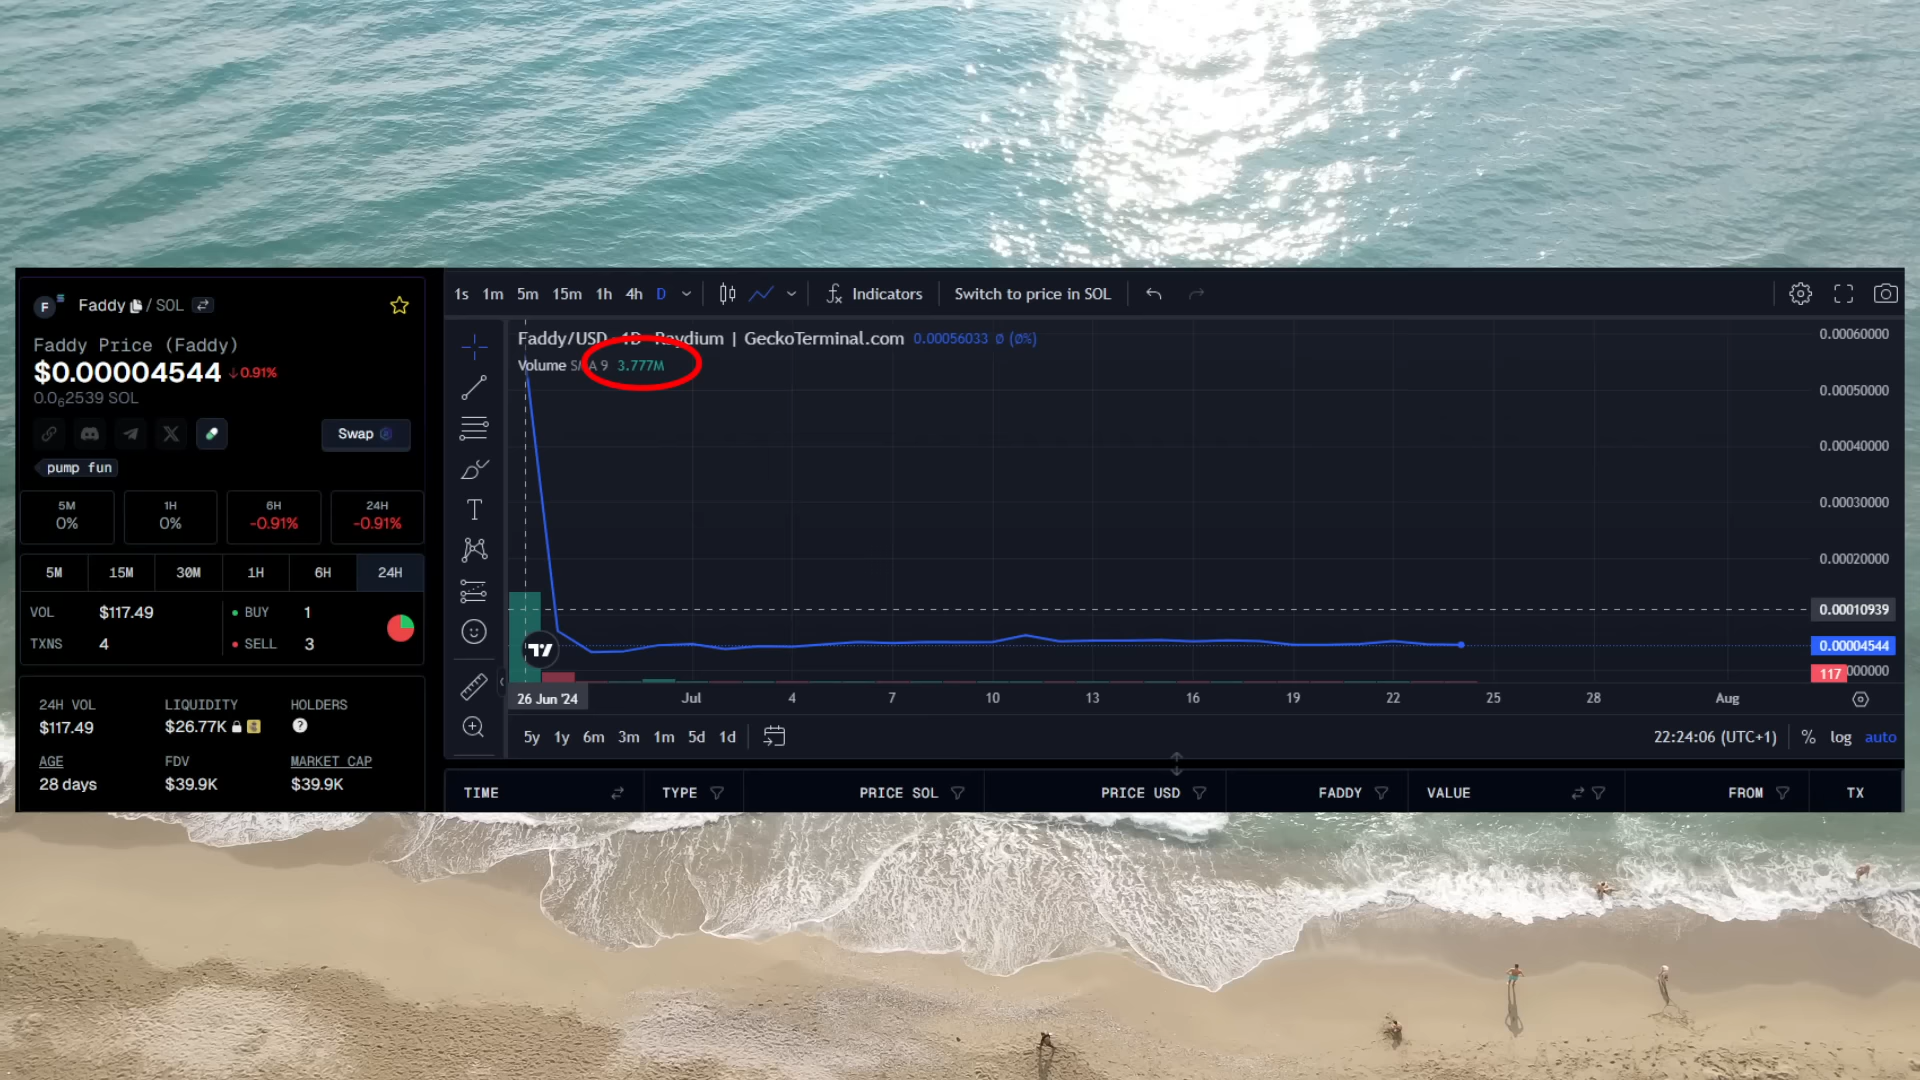 F
Faddy / SOL
Faddy Price (Faddy)
$0.00004544 ↓0.91%
0.0₆2539 SOL
Swap
pump fun
5M 1H 6H 24H
0% 0% -0.91% -0.91%
5M 15M 30M 1H 6H 24H
VOL $117.49 BUY 1
TXNS 4 SELL 3
24H VOL LIQUIDITY HOLDERS
$117.49 $26.77K
AGE FDV MARKET CAP
28 days $39.9K $39.9K
1s 1m 5m 15m 1h 4h D Indicators Switch to price in SOL
Faddy/USD · 1D · Raydium | GeckoTerminal.com 0.00056033 ∅ (∅%)
Volume SMA 9 3.777M
0.00060000
0.00050000
0.00040000
0.00030000
0.00020000
0.00010939
0.00004544
117
26 Jun '24 Jul 4 7 10 13 16 19 22 25 28 Aug
5y 1y 6m 3m 1m 5d 1d 22:24:06 (UTC+1) % log auto
TIME TYPE PRICE SOL PRICE USD FADDY VALUE FROM TX